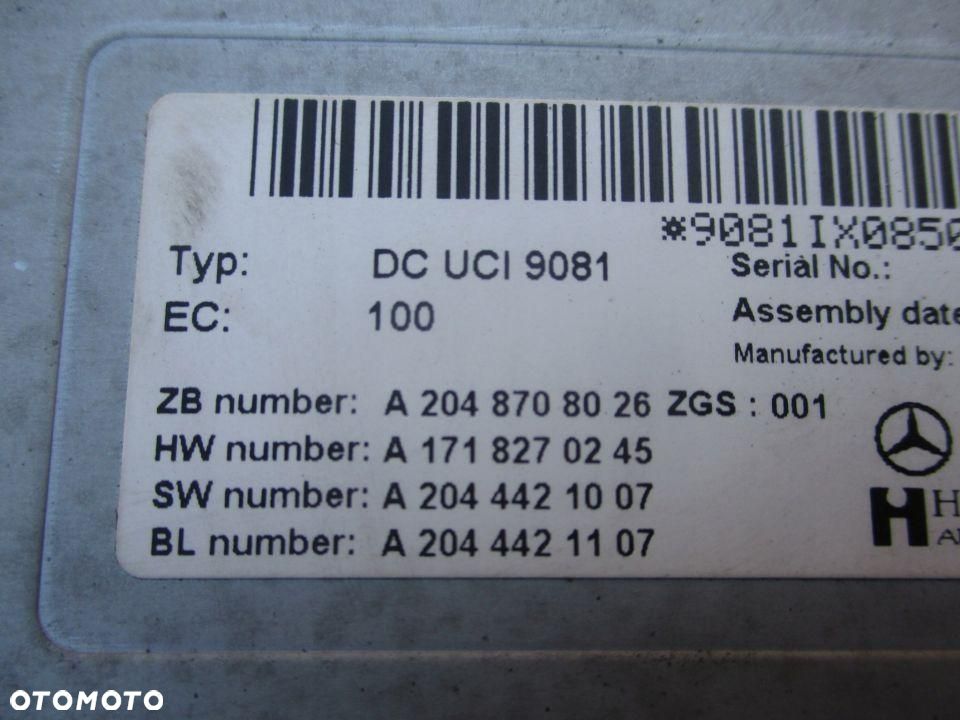 *9081IX0850
Typ: DC UCI 9081 Serial No.:
EC: 100 Assembly date
Manufactured by:
ZB number: A 204 870 80 26 ZGS : 001
HW number: A 171 827 02 45
SW number: A 204 442 10 07
BL number: A 204 442 11 07
OTOMOTO